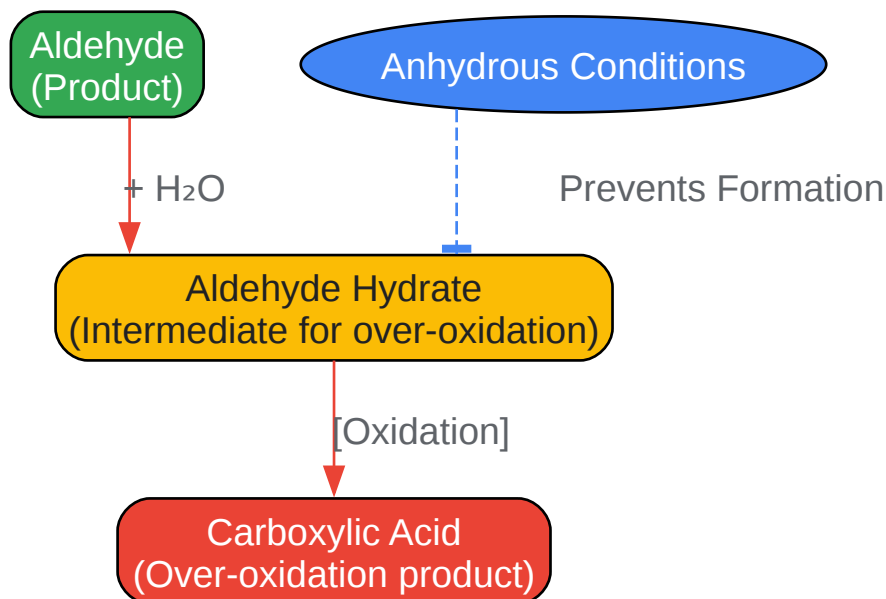 Aldehyde
(Product)
Anhydrous Conditions
+ H₂O
Prevents Formation
Aldehyde Hydrate
(Intermediate for over-oxidation)
[Oxidation]
Carboxylic Acid
(Over-oxidation product)